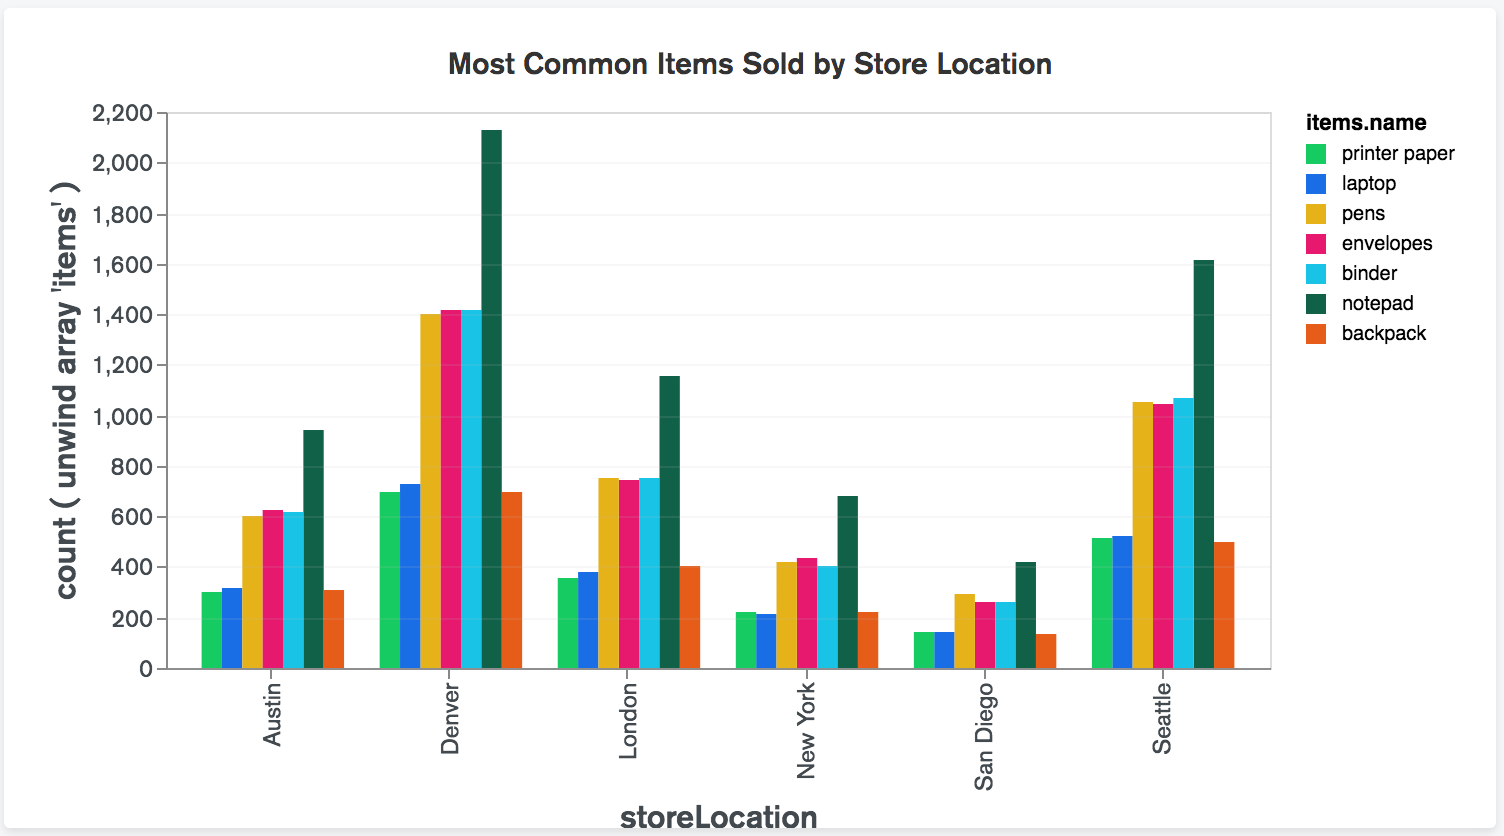 Most Common Items Sold by Store Location
count ( unwind array 'items' )
2,200
2,000
1,800
1,600
1,400
1,200
1,000
800
600
400
200
0
Austin
Denver
London
New York
San Diego
Seattle
storeLocation
items.name
printer paper
laptop
pens
envelopes
binder
notepad
backpack